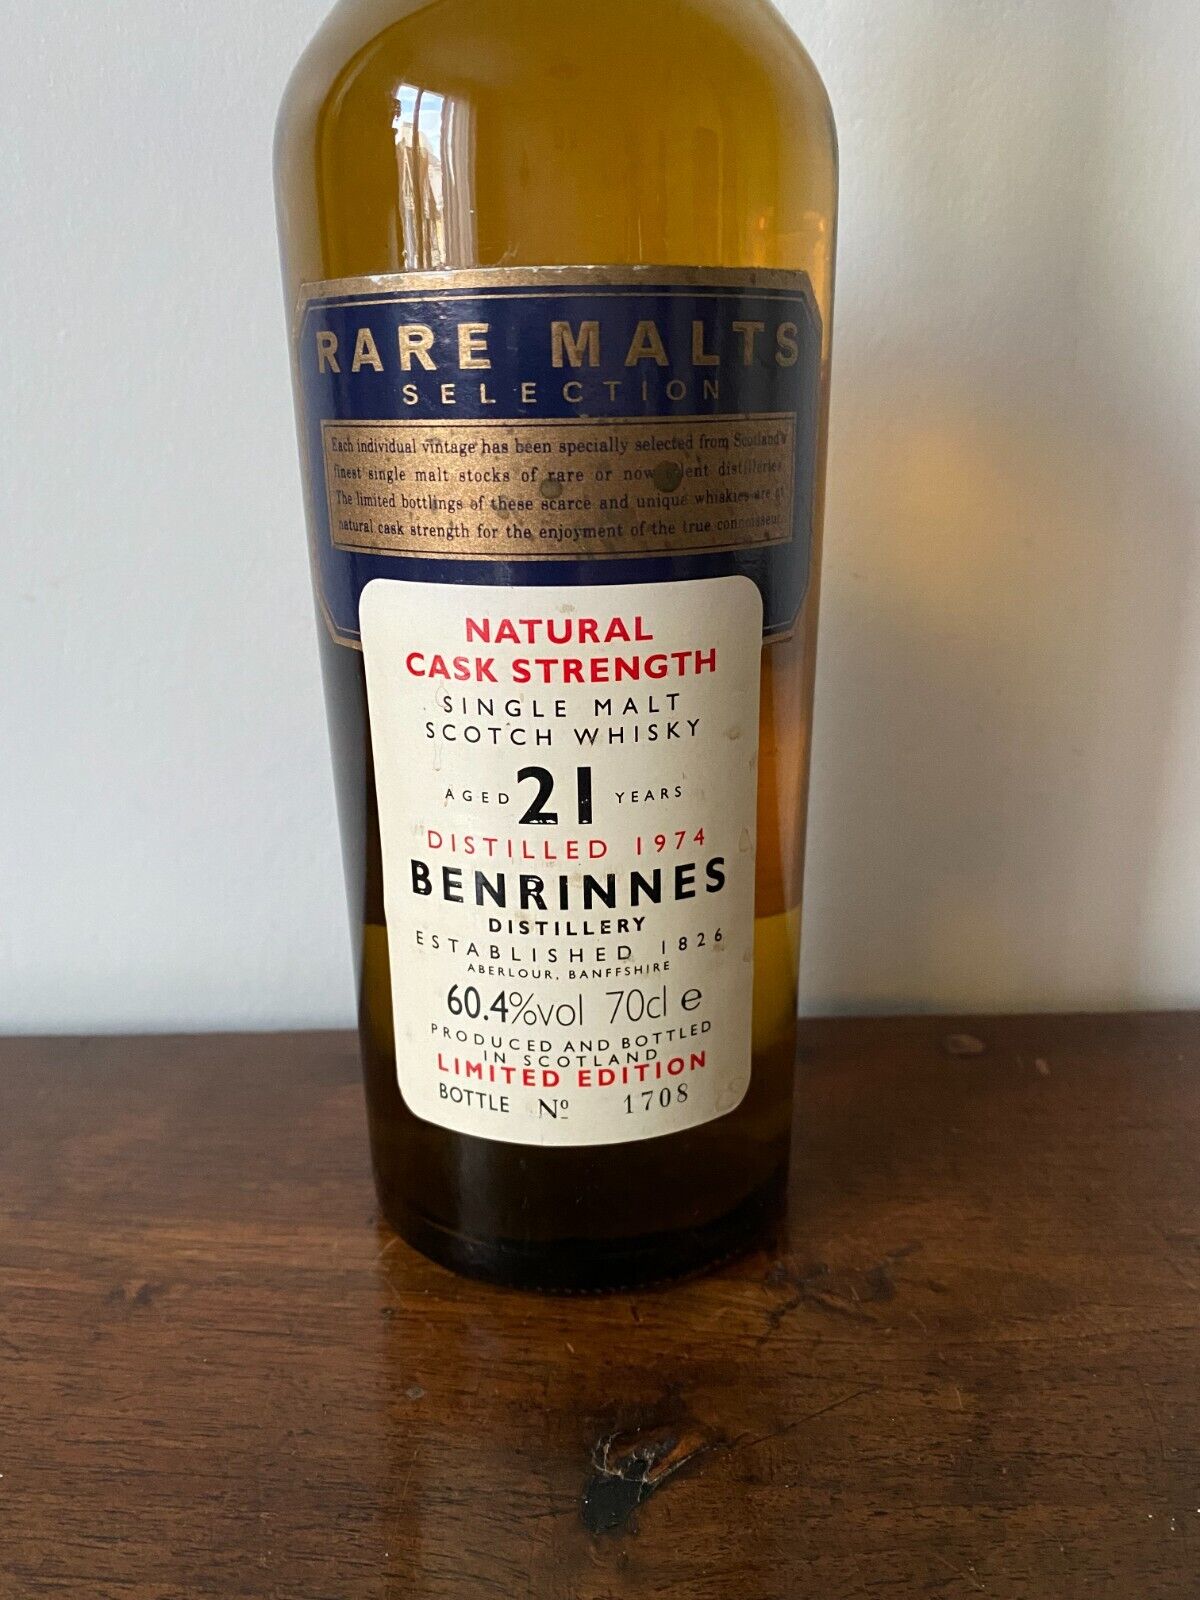 RARE MALTS
SELECTION
Each individual vintage has been specially selected from Scotland's
finest single malt stocks of rare or now silent distilleries.
The limited bottlings of these scarce and unique whiskies are at
natural cask strength for the enjoyment of the true connoisseur.
NATURAL
CASK STRENGTH
SINGLE MALT
SCOTCH WHISKY
AGED 21 YEARS
DISTILLED 1974
BENRINNES
DISTILLERY
ESTABLISHED 1826
ABERLOUR, BANFFSHIRE
60.4%vol 70cl e
PRODUCED AND BOTTLED
IN SCOTLAND
LIMITED EDITION
BOTTLE Nº 1708